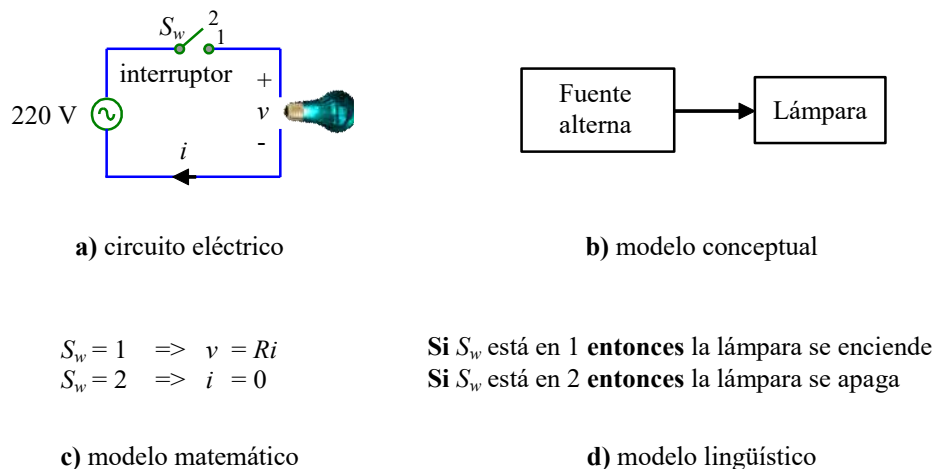 S_w 2
1
interruptor
+
220 V
v
-
i
Fuente
alterna
Lámpara
a) circuito eléctrico
b) modelo conceptual
S_w = 1 => v = Ri
S_w = 2 => i = 0
Si S_w está en 1 entonces la lámpara se enciende
Si S_w está en 2 entonces la lámpara se apaga
c) modelo matemático
d) modelo lingüístico